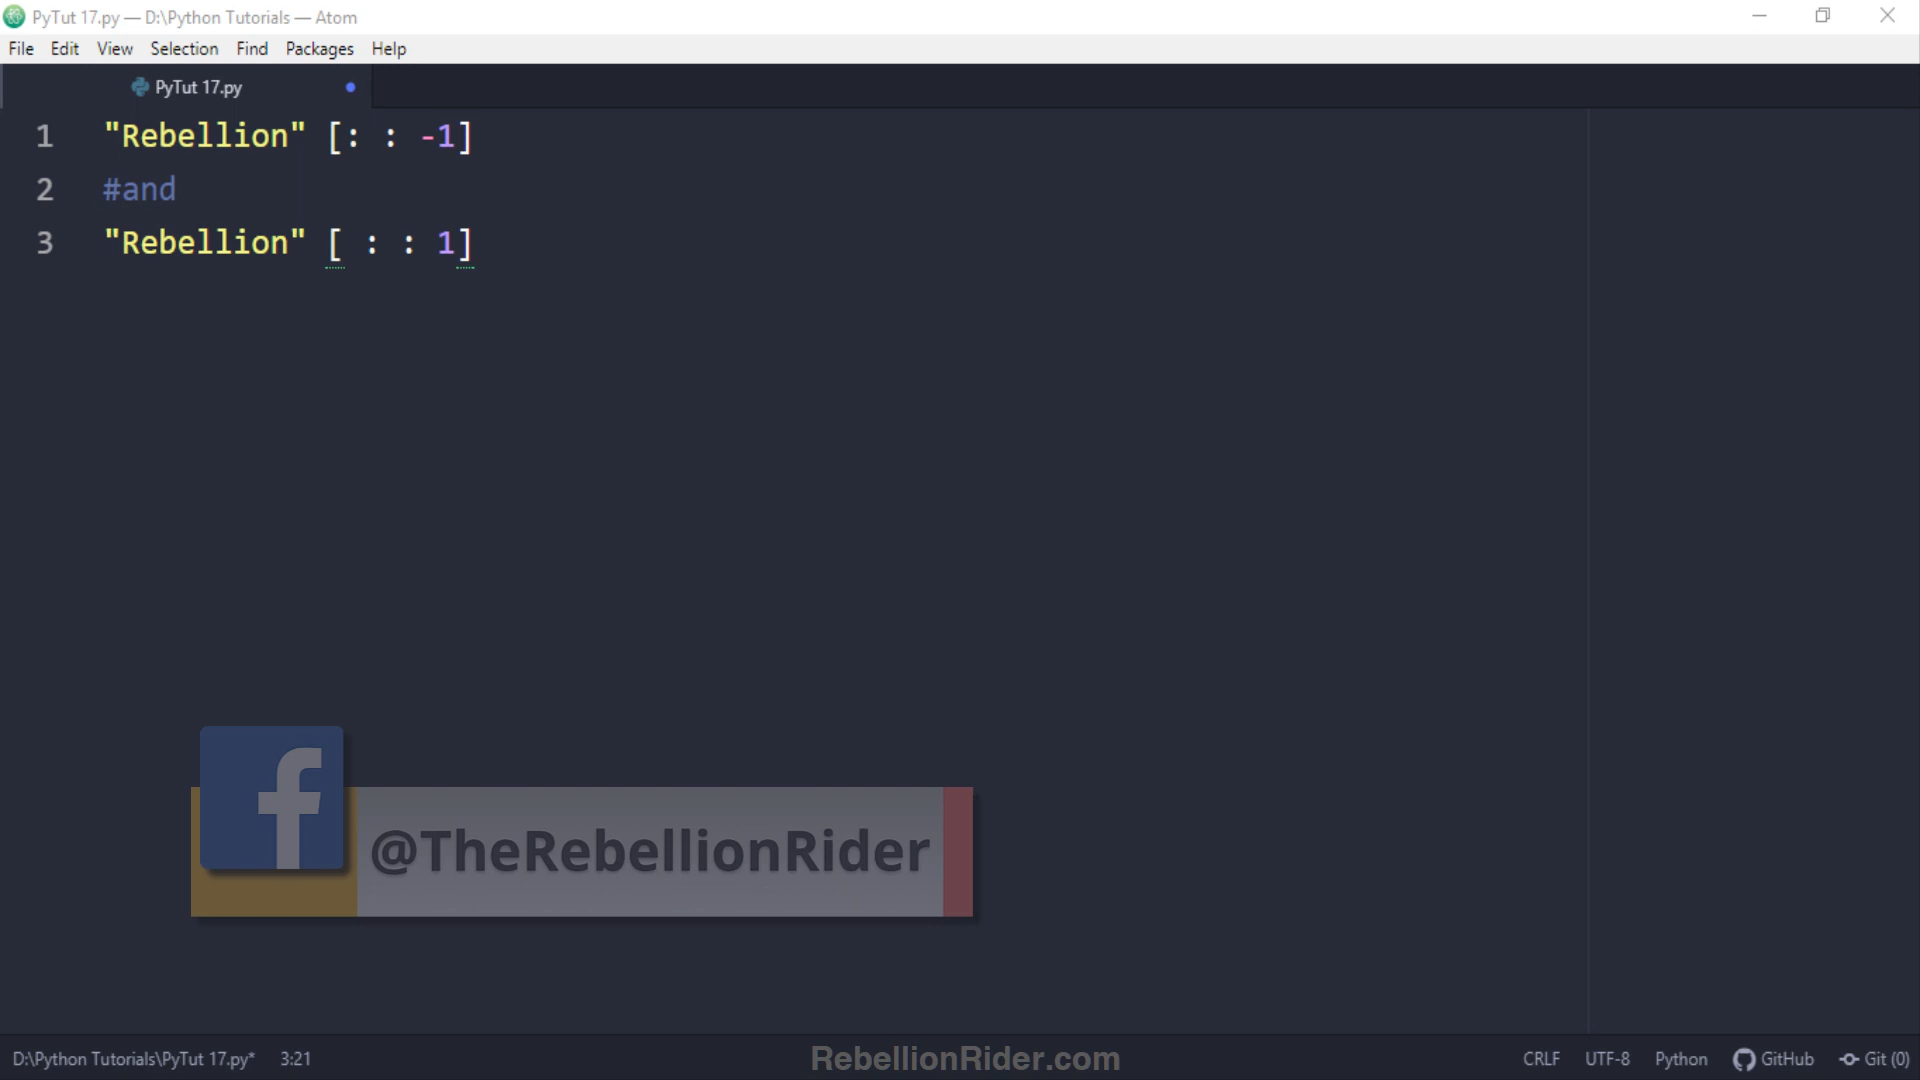 PyTut 17.py — D:\Python Tutorials — Atom
File Edit View Selection Find Packages Help
PyTut 17.py
1 "Rebellion" [: : -1]
2 #and
3 "Rebellion" [ : : 1]
f
@TheRebellionRider
D:\Python Tutorials\PyTut 17.py* 3:21 RebellionRider.com CRLF UTF-8 Python GitHub Git (0)